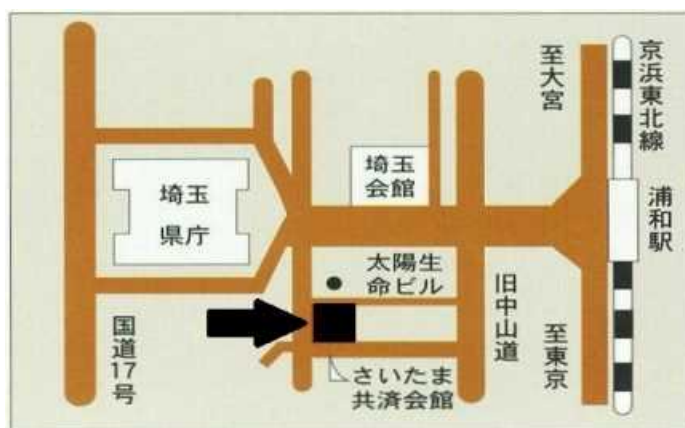 京浜東北線
至大宮
浦和駅
埼玉
会館
埼玉
県庁
太陽生
命ビル
旧中山道
至東京
国道17号
さいたま
共済会館